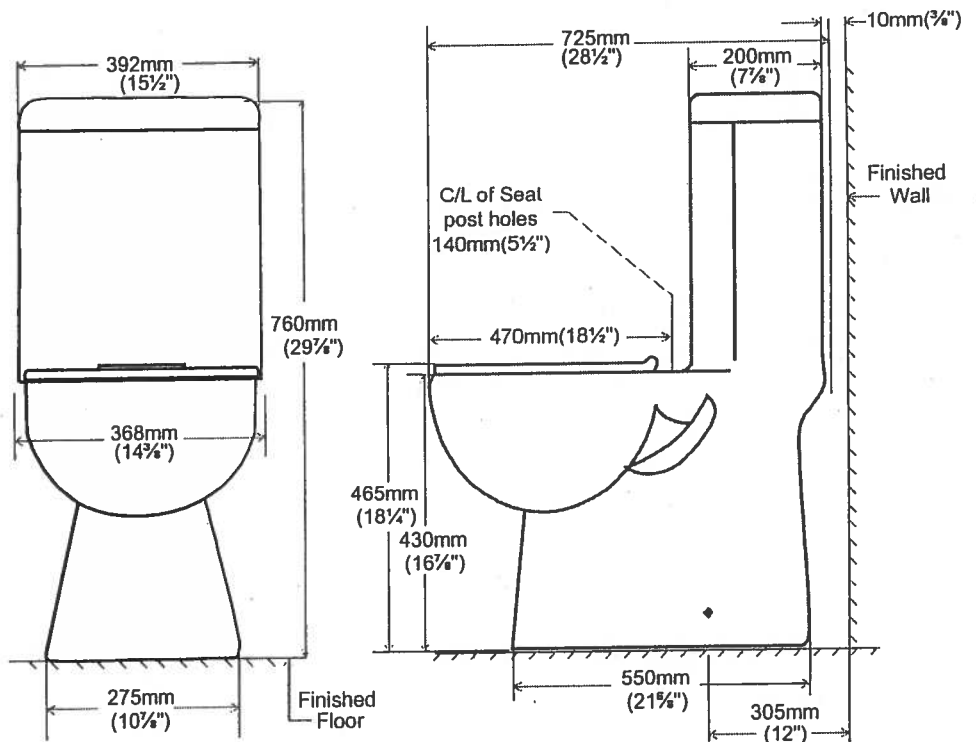 392mm
(15½")
725mm
(28½")
10mm(⅜")
200mm
(7⅞")
Finished
Wall
C/L of Seat
post holes
140mm(5½")
760mm
(29⅞")
470mm(18½")
368mm
(14⅜")
465mm
(18¼")
430mm
(16⅞")
275mm
(10⅞")
Finished
Floor
550mm
(21⅝")
305mm
(12")